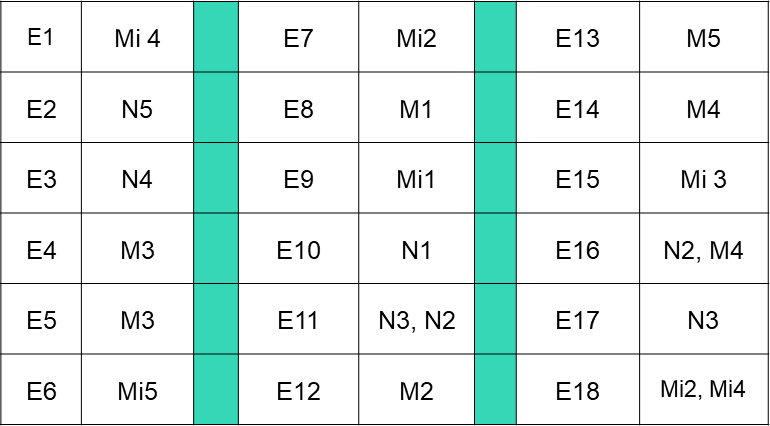 E1 Mi 4 E7 Mi2 E13 M5
E2 N5 E8 M1 E14 M4
E3 N4 E9 Mi1 E15 Mi 3
E4 M3 E10 N1 E16 N2, M4
E5 M3 E11 N3, N2 E17 N3
E6 Mi5 E12 M2 E18 Mi2, Mi4